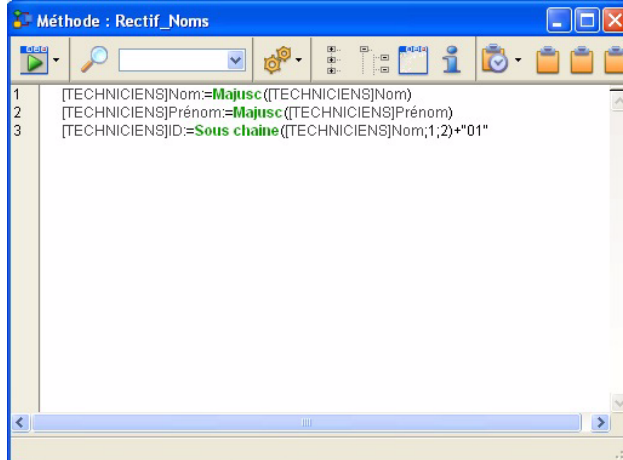 Méthode : Rectif_Noms
1 [TECHNICIENS]Nom:=Majusc([TECHNICIENS]Nom)
2 [TECHNICIENS]Prénom:=Majusc([TECHNICIENS]Prénom)
3 [TECHNICIENS]ID:=Sous chaine([TECHNICIENS]Nom;1;2)+"01"